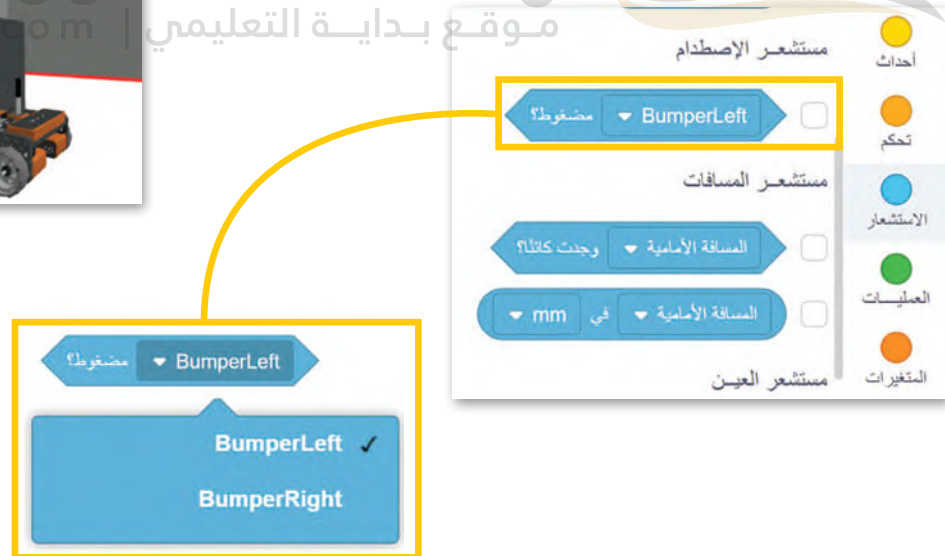 موقع بداية التعليمي | com
أحداث
تحكم
الاستشعار
العمليات
المتغيرات
مستشعر الإصطدام
BumperLeft مضغوط؟
مستشعر المسافات
المسافة الأمامية وجدت كائنًا؟
المسافة الأمامية في mm
مستشعر العين
BumperLeft مضغوط؟
BumperLeft ✓
BumperRight